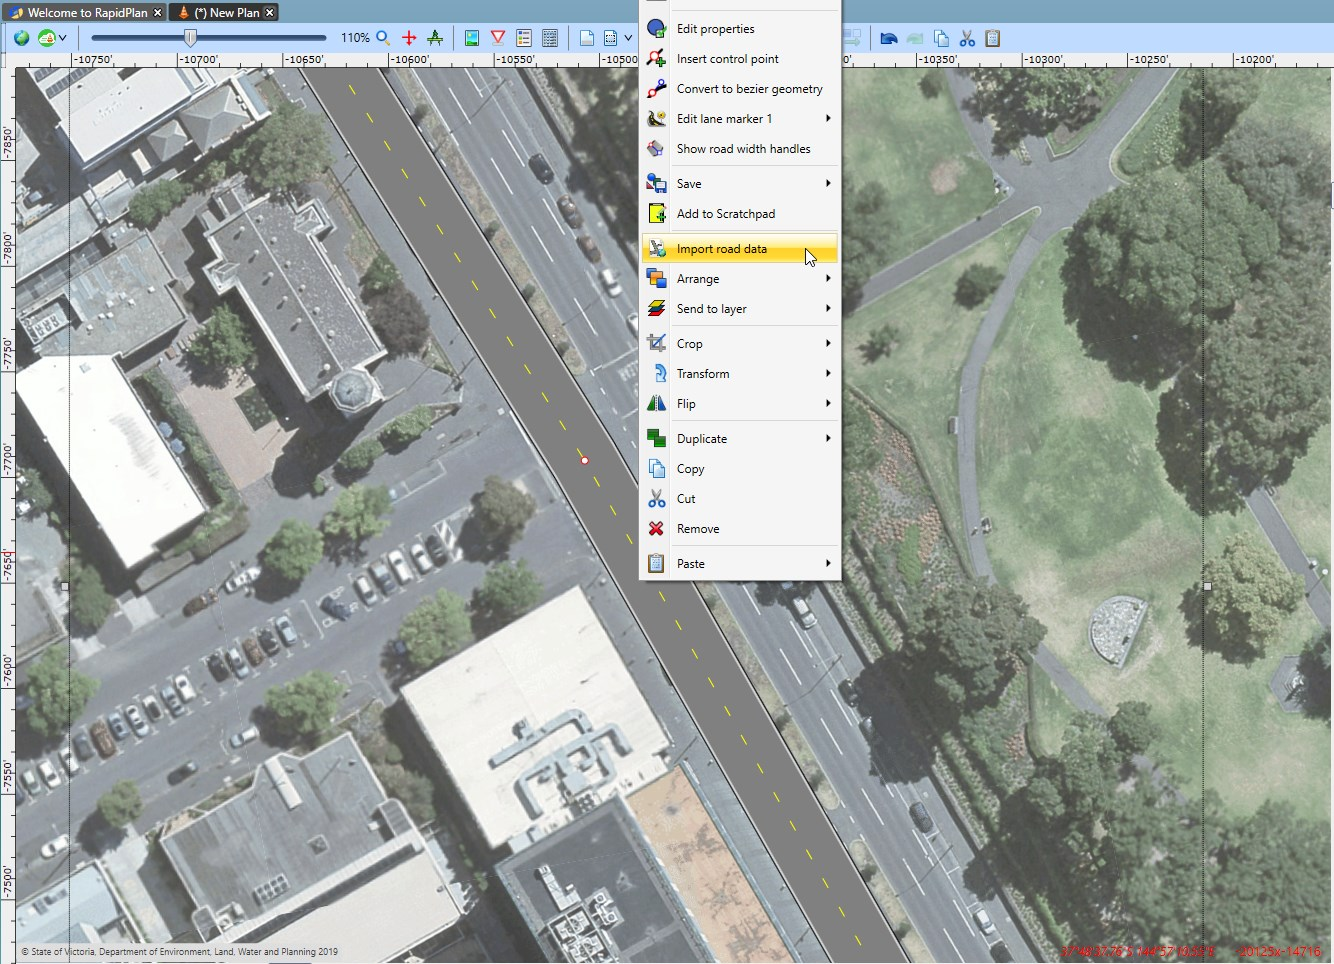 Welcome to RapidPlan
(*) New Plan
110%
-10750'
-10700'
-10650'
-10600'
-10550'
-10500
-10350'
-10300'
-10250'
-10200'
Edit properties
Insert control point
Convert to bezier geometry
Edit lane marker 1
Show road width handles
Save
Add to Scratchpad
Import road data
Arrange
Send to layer
Crop
Transform
Flip
Duplicate
Copy
Cut
Remove
Paste
-7850'
-7800'
-7750'
-7700'
-7650'
-7600'
-7550'
-7500'
© State of Victoria, Department of Environment, Land, Water and Planning 2019